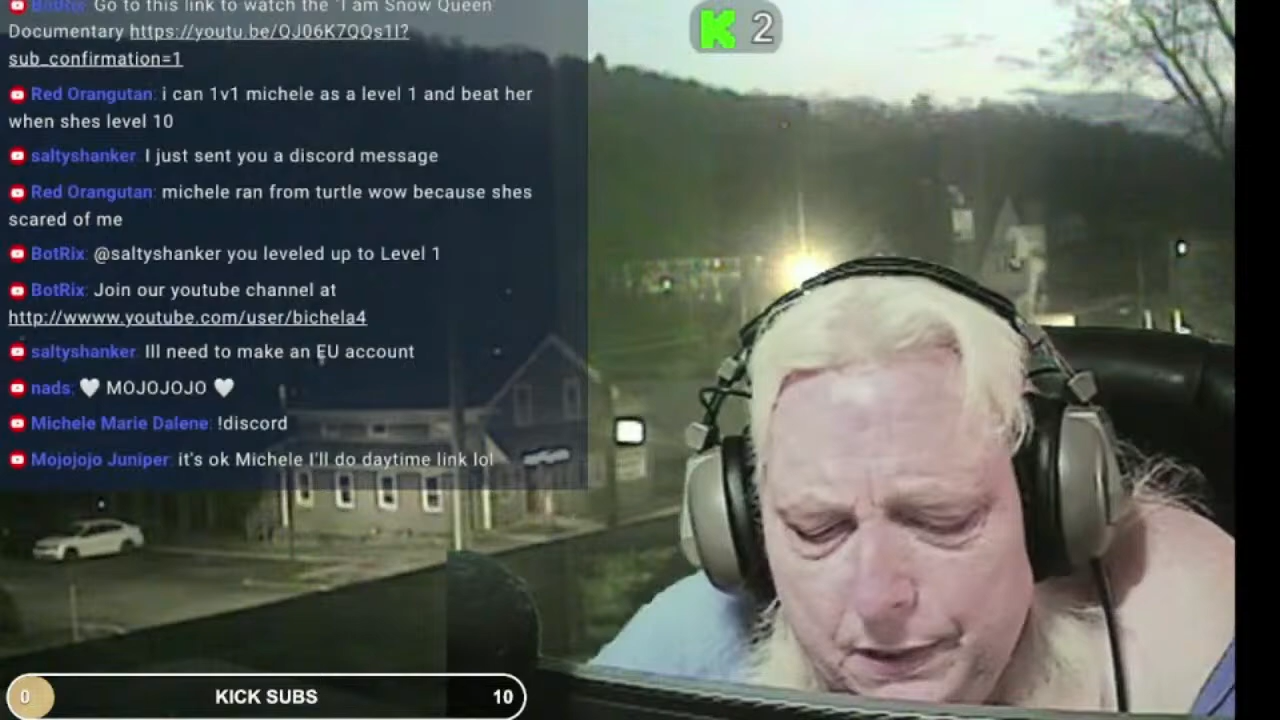 BotRix: Go to this link to watch the 'I am Snow Queen'
Documentary https://youtu.be/QJ06K7QQs1I?
sub_confirmation=1
Red Orangutan: i can 1v1 michele as a level 1 and beat her
when shes level 10
saltyshanker: I just sent you a discord message
Red Orangutan: michele ran from turtle wow because shes
scared of me
BotRix: @saltyshanker you leveled up to Level 1
BotRix: Join our youtube channel at
http://wwww.youtube.com/user/bichela4
saltyshanker: Ill need to make an EU account
nads: 🤍 MOJOJOJO 🤍
Michele Marie Dalene: !discord
Mojojojo Juniper: it's ok Michele I'll do daytime link lol
K 2
0 KICK SUBS 10